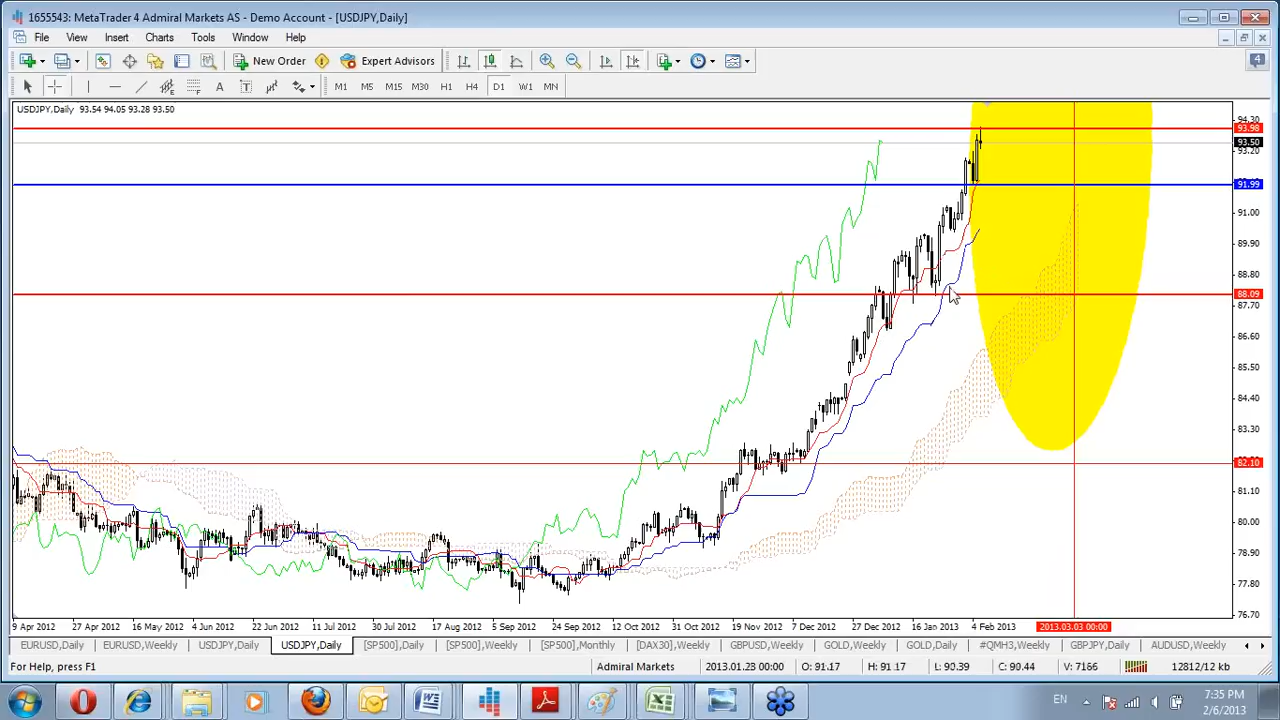 1655543: MetaTrader 4 Admiral Markets AS - Demo Account - [USDJPY,Daily]
File View Insert Charts Tools Window Help
New Order Expert Advisors 4
A T M1 M5 M15 M30 H1 H4 D1 W1 MN
USDJPY,Daily 93.54 94.05 93.28 93.50
94.30
93.98
93.50
93.20
91.99
91.00
89.90
88.80
88.09
87.70
86.60
85.50
84.40
83.30
82.10
81.10
80.00
78.90
77.80
76.70
9 Apr 2012 27 Apr 2012 16 May 2012 4 Jun 2012 22 Jun 2012 11 Jul 2012 30 Jul 2012 17 Aug 2012 5 Sep 2012 24 Sep 2012 12 Oct 2012 31 Oct 2012 19 Nov 2012 7 Dec 2012 27 Dec 2012 16 Jan 2013 4 Feb 2013 2013.03.03 00:00
EURUSD,Daily EURUSD,Weekly USDJPY,Daily USDJPY,Daily [SP500],Daily [SP500],Weekly [SP500],Monthly [DAX30],Weekly GBPUSD,Weekly GOLD,Weekly GOLD,Daily #QMH3,Weekly GBPJPY,Daily AUDUSD,Weekly
For Help, press F1 Admiral Markets 2013.01.23 00:00 O: 91.17 H: 91.17 L: 90.39 C: 90.44 V: 7166 12812/12 kb
EN 7:35 PM
2/6/2013